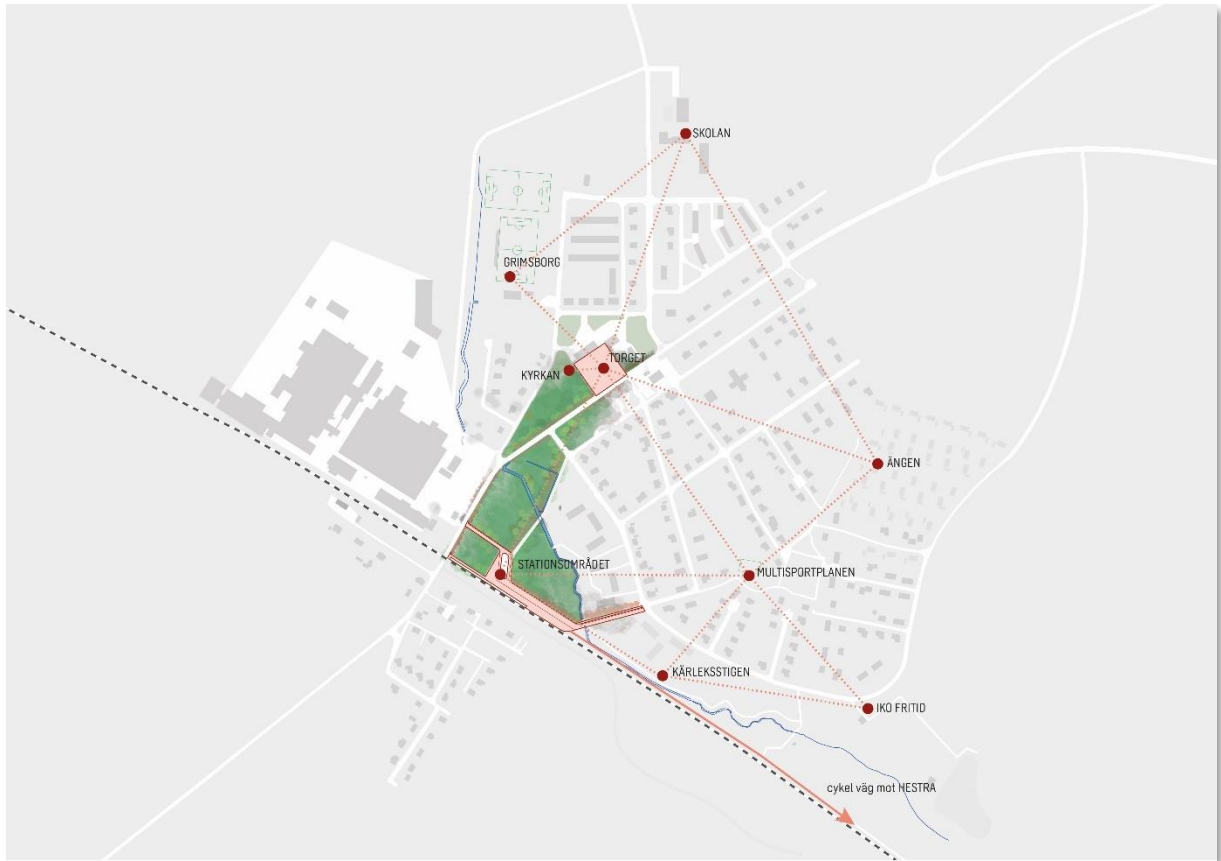 SKOLAN
GRIMSBORG
TORGET
KYRKAN
ÄNGEN
STATIONSOMRÅDET
MULTISPORTPLANEN
KÄRLEKSSTIGEN
IKO FRITID
cykel väg mot HESTRA